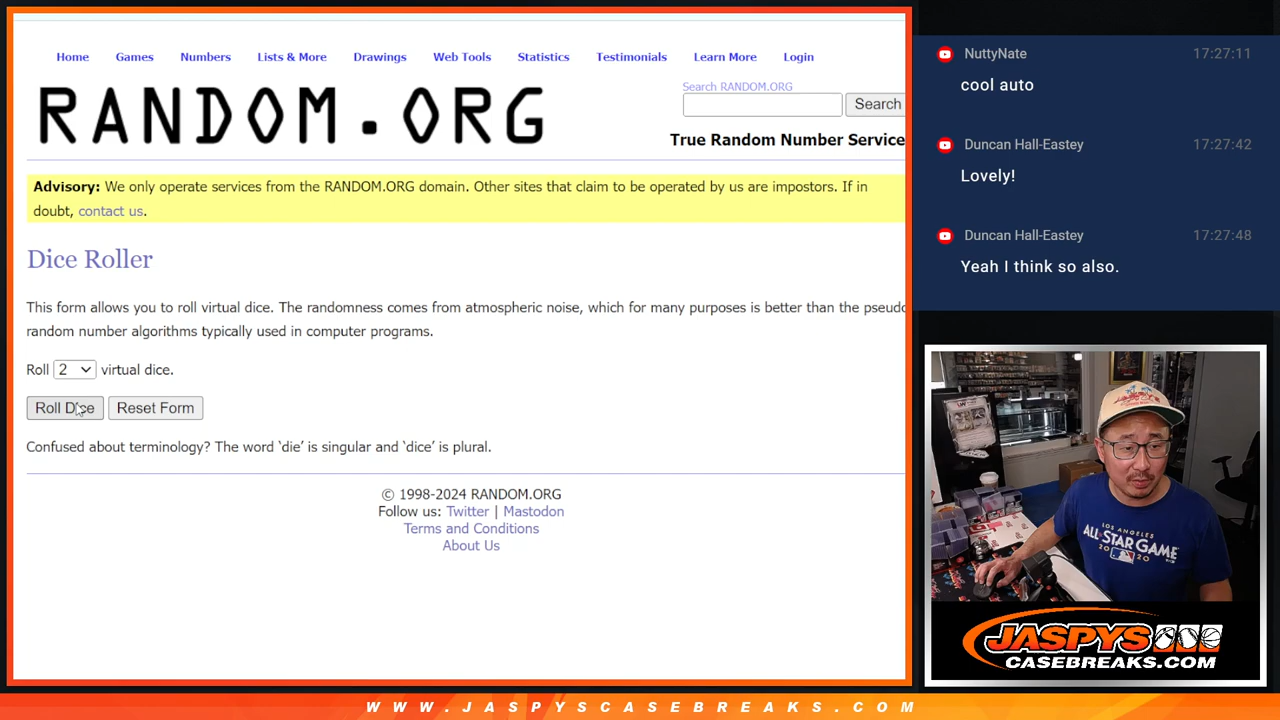 Home Games Numbers Lists & More Drawings Web Tools Statistics Testimonials Learn More Login
RANDOM.ORG
Search RANDOM.ORG
Search
True Random Number Service
Advisory: We only operate services from the RANDOM.ORG domain. Other sites that claim to be operated by us are impostors. If in
doubt, contact us.
Dice Roller
This form allows you to roll virtual dice. The randomness comes from atmospheric noise, which for many purposes is better than the pseudo
random number algorithms typically used in computer programs.
Roll 2 virtual dice.
Roll Dice Reset Form
Confused about terminology? The word ‘die’ is singular and ‘dice’ is plural.
© 1998-2024 RANDOM.ORG
Follow us: Twitter | Mastodon
Terms and Conditions
About Us
NuttyNate 17:27:11
cool auto
Duncan Hall-Eastey 17:27:42
Lovely!
Duncan Hall-Eastey 17:27:48
Yeah I think so also.
LOS ANGELES
ALL-STAR GAME
2020
JASPYS
CASEBREAKS.COM
WWW.JASPYSCASEBREAKS.COM